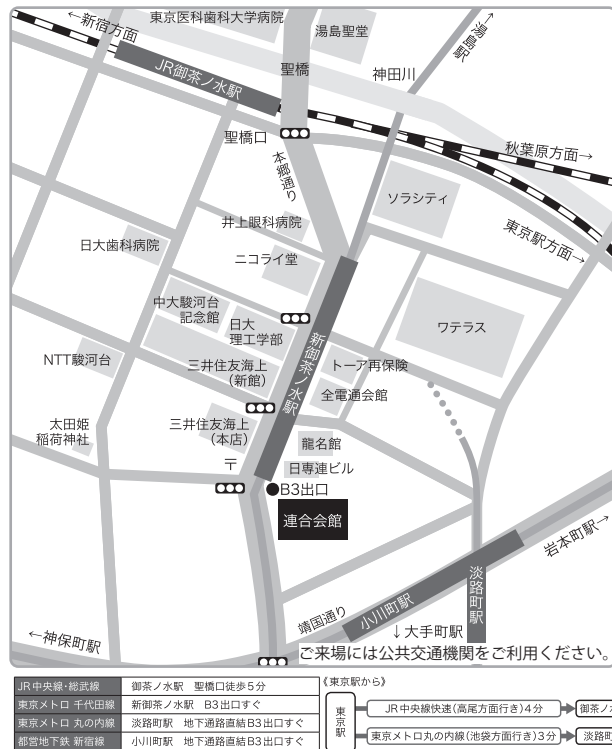 ←新宿方面
東京医科歯科大学病院
湯島聖堂
→湯島駅
JR御茶ノ水駅
聖橋
神田川
聖橋口
秋葉原方面→
本郷通り
ソラシティ
東京駅方面→
井上眼科病院
日大歯科病院
ニコライ堂
中大駿河台
記念館
日大
理工学部
新御茶ノ水駅
ワテラス
NTT駿河台
三井住友海上
(新館)
トーア再保険
全電通会館
太田姫
稲荷神社
三井住友海上
(本店)
龍名館
〒
日専連ビル
B3出口
連合会館
岩本町駅→
淡路町駅
小川町駅
靖国通り
↓大手町駅
←神保町駅
ご来場には公共交通機関をご利用ください。
JR中央線・総武線 御茶ノ水駅 聖橋口徒歩5分
東京メトロ 千代田線 新御茶ノ水駅 B3出口すぐ
東京メトロ 丸の内線 淡路町駅 地下通路直結B3出口すぐ
都営地下鉄 新宿線 小川町駅 地下通路直結B3出口すぐ
《東京駅から》
東京駅
JR中央線快速(高尾方面行き)4分
御茶ノ
東京メトロ丸の内線(池袋方面行き)3分
淡路町